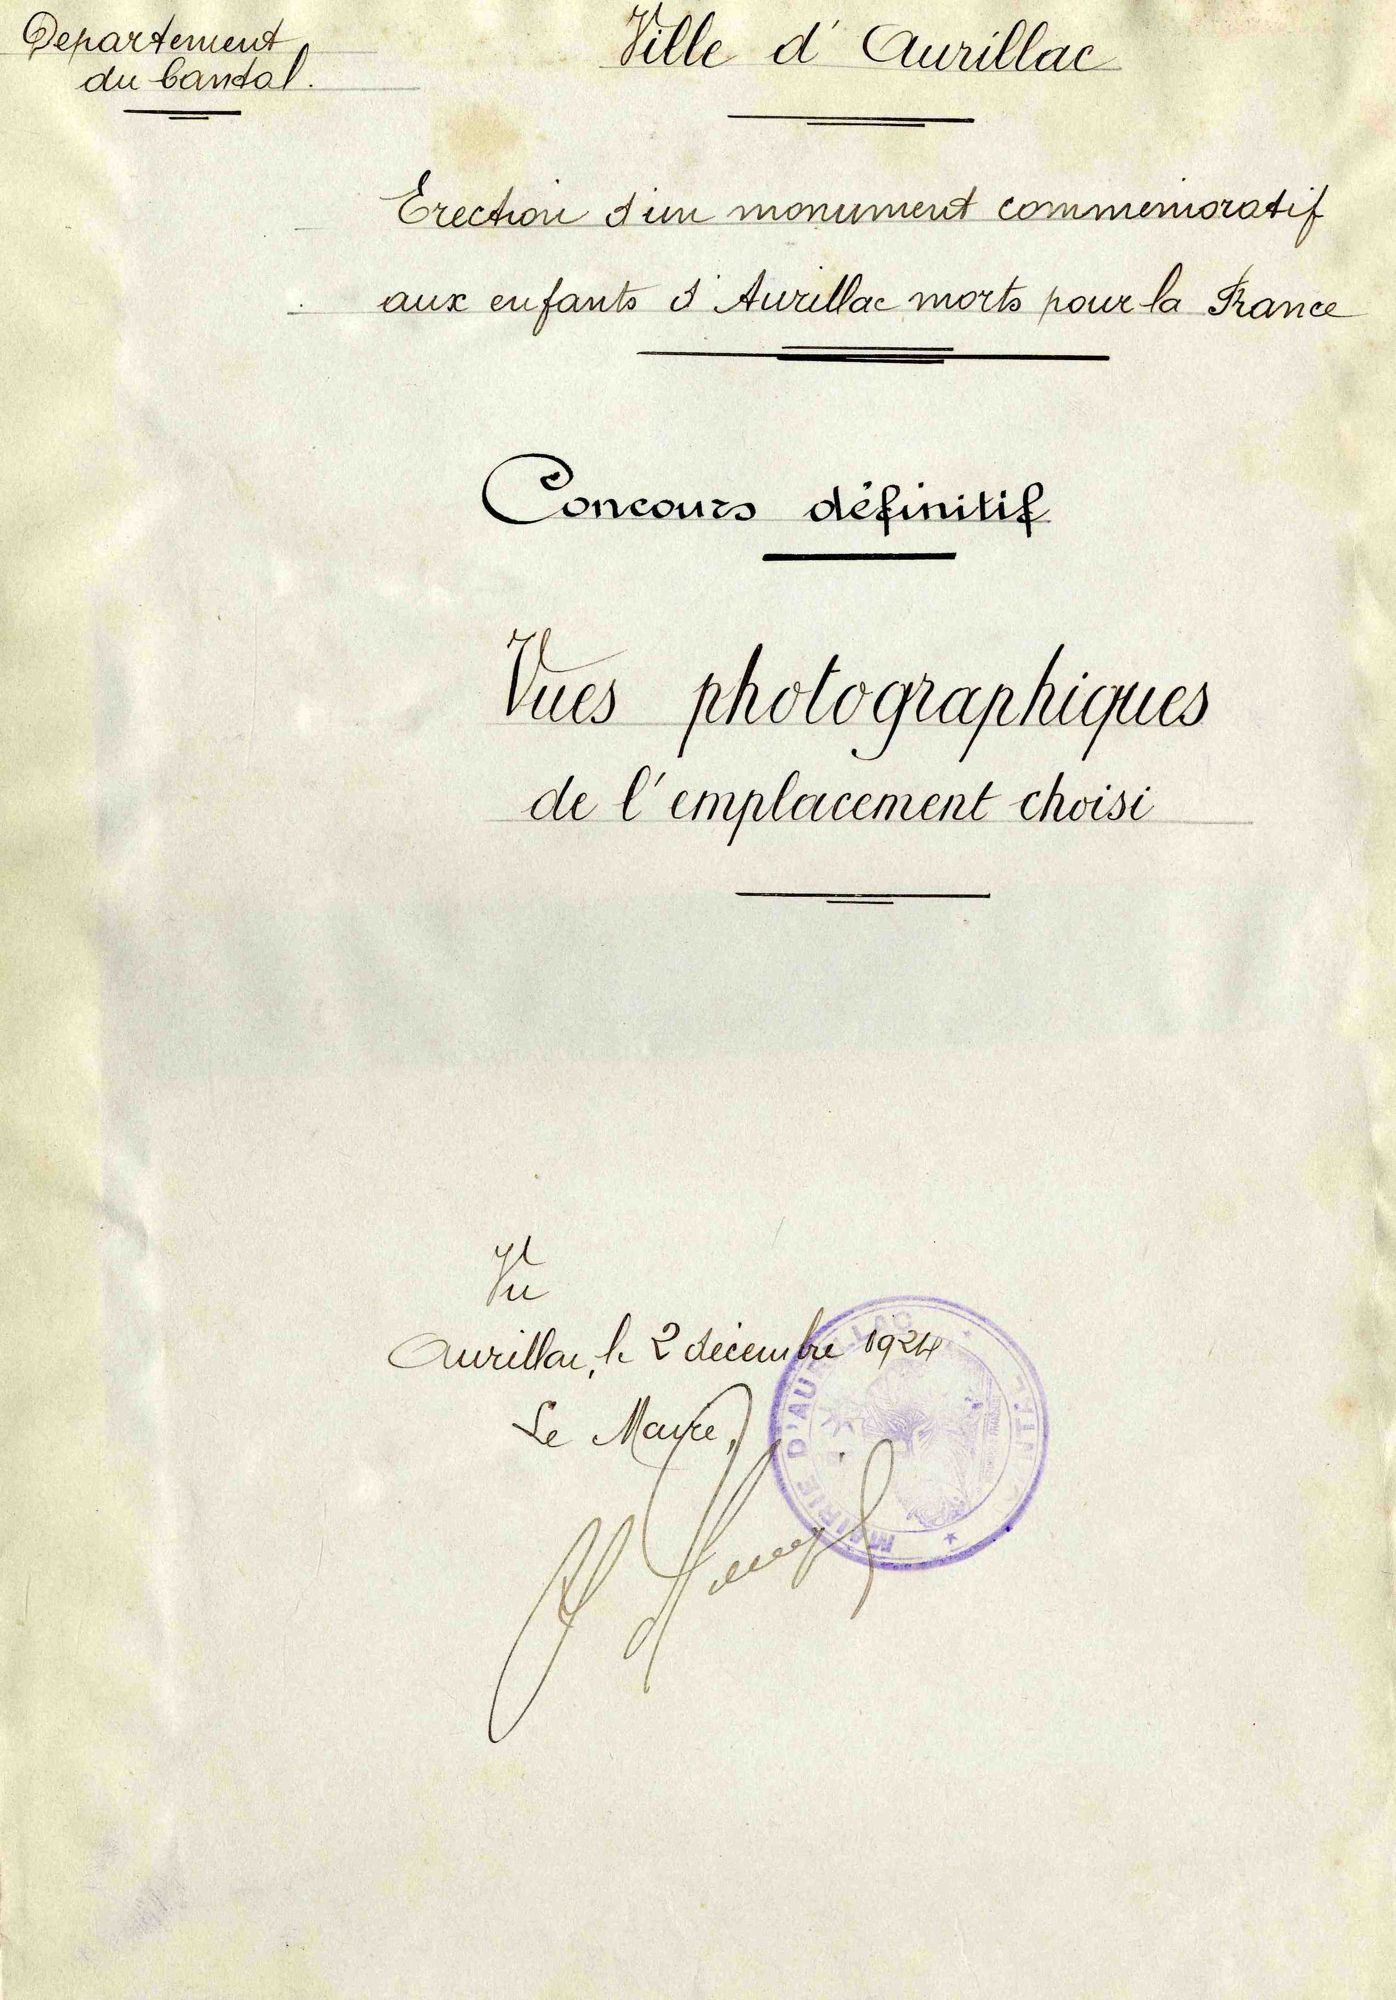 Departement
du Cantal.
Ville d'Aurillac
Erection d'un monument commémoratif
aux enfants d'Aurillac morts pour la France
Concours définitif
Vues photographiques
de l'emplacement choisi
Vu
Aurillac, le 2 décembre 1924
Le Maire,
MAIRIE D'AURILLAC